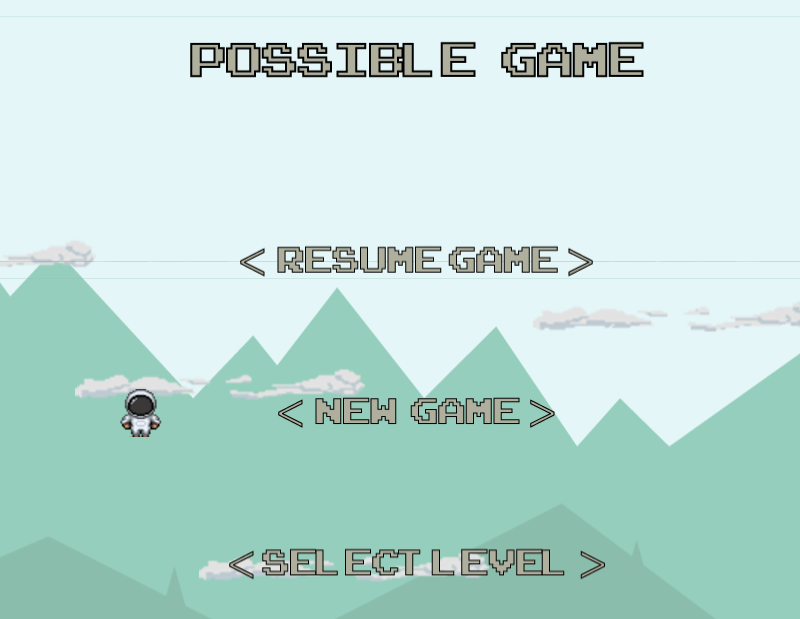 POSSIBLE GAME
< RESUME GAME >
< NEW GAME >
< SELECT LEVEL >